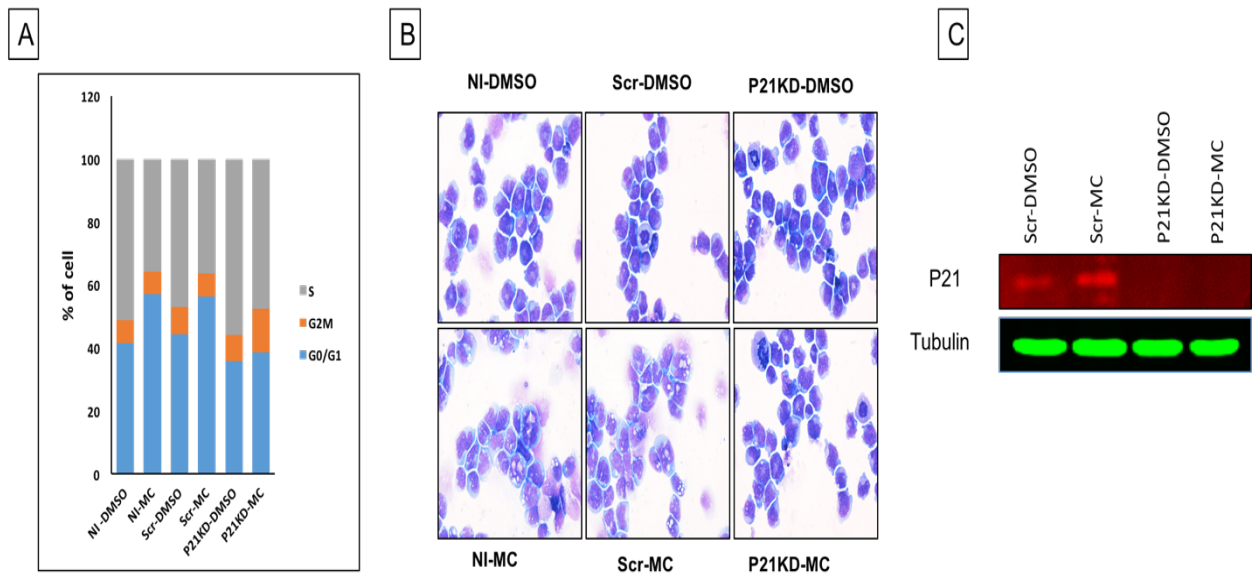 A
120
100
80
60
40
20
0
% of cell
S
G2M
G0/G1
NI -DMSO
NI-MC
Scr-DMSO
Scr-MC
P21KD-DMSO
P21KD-MC
B
NI-DMSO
Scr-DMSO
P21KD-DMSO
NI-MC
Scr-MC
P21KD-MC
C
Scr-DMSO
Scr-MC
P21KD-DMSO
P21KD-MC
P21
Tubulin